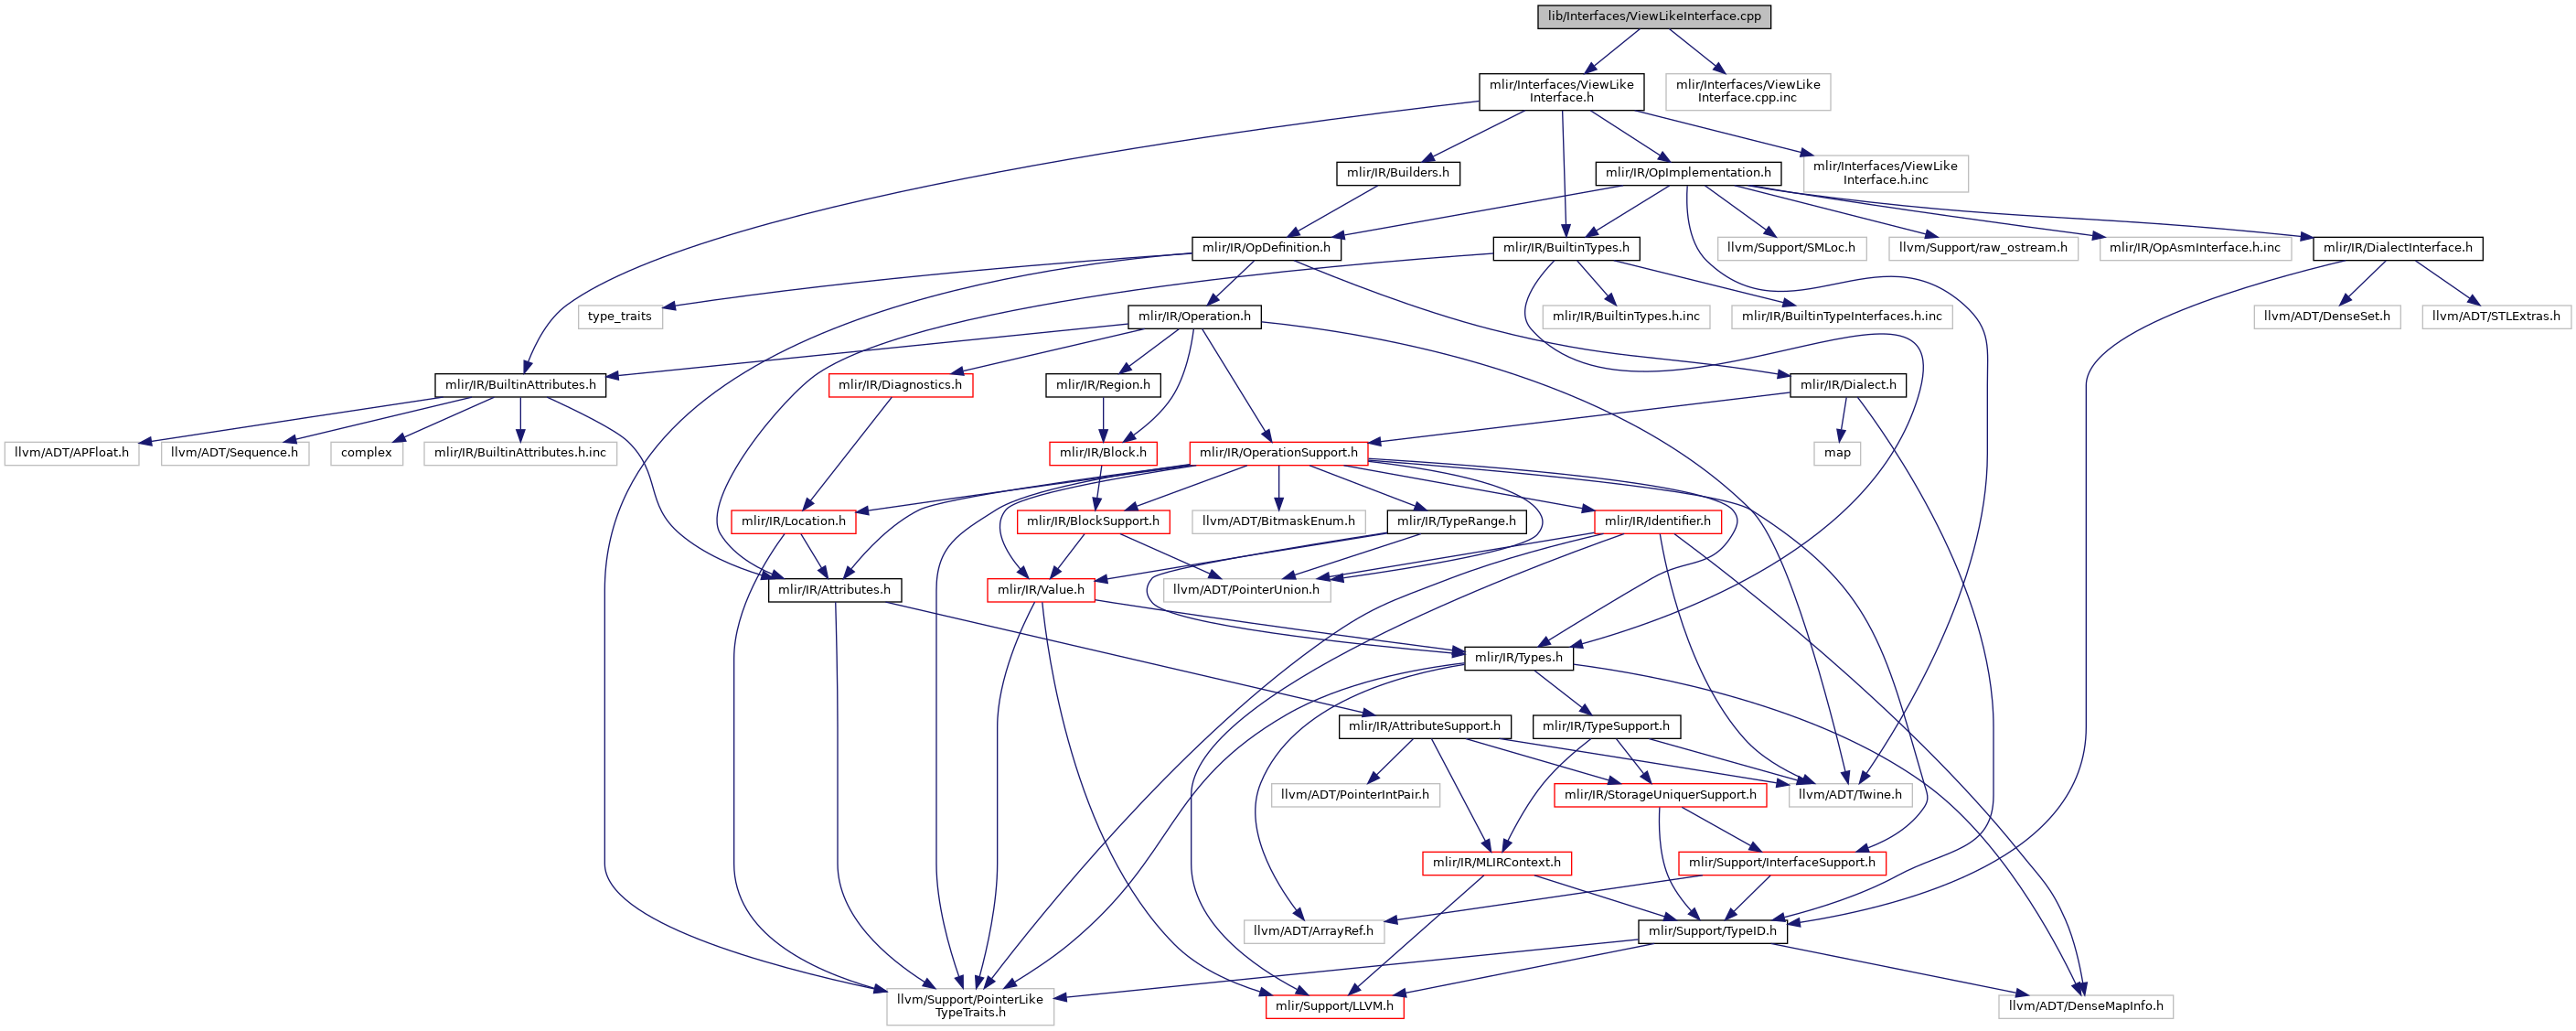 lib/Interfaces/ViewLikeInterface.cpp
mlir/Interfaces/ViewLike
Interface.h
mlir/Interfaces/ViewLike
Interface.cpp.inc
mlir/IR/Builders.h
mlir/IR/OpImplementation.h
mlir/Interfaces/ViewLike
Interface.h.inc
mlir/IR/OpDefinition.h
mlir/IR/BuiltinTypes.h
llvm/Support/SMLoc.h
llvm/Support/raw_ostream.h
mlir/IR/OpAsmInterface.h.inc
mlir/IR/DialectInterface.h
type_traits
mlir/IR/Operation.h
mlir/IR/BuiltinTypes.h.inc
mlir/IR/BuiltinTypeInterfaces.h.inc
llvm/ADT/DenseSet.h
llvm/ADT/STLExtras.h
mlir/IR/BuiltinAttributes.h
mlir/IR/Diagnostics.h
mlir/IR/Region.h
mlir/IR/Dialect.h
llvm/ADT/APFloat.h
llvm/ADT/Sequence.h
complex
mlir/IR/BuiltinAttributes.h.inc
mlir/IR/Block.h
mlir/IR/OperationSupport.h
map
mlir/IR/Location.h
mlir/IR/BlockSupport.h
llvm/ADT/BitmaskEnum.h
mlir/IR/TypeRange.h
mlir/IR/Identifier.h
mlir/IR/Attributes.h
mlir/IR/Value.h
llvm/ADT/PointerUnion.h
mlir/IR/Types.h
mlir/IR/AttributeSupport.h
mlir/IR/TypeSupport.h
llvm/ADT/PointerIntPair.h
mlir/IR/StorageUniquerSupport.h
llvm/ADT/Twine.h
mlir/IR/MLIRContext.h
mlir/Support/InterfaceSupport.h
llvm/ADT/ArrayRef.h
mlir/Support/TypeID.h
llvm/Support/PointerLike
TypeTraits.h
mlir/Support/LLVM.h
llvm/ADT/DenseMapInfo.h